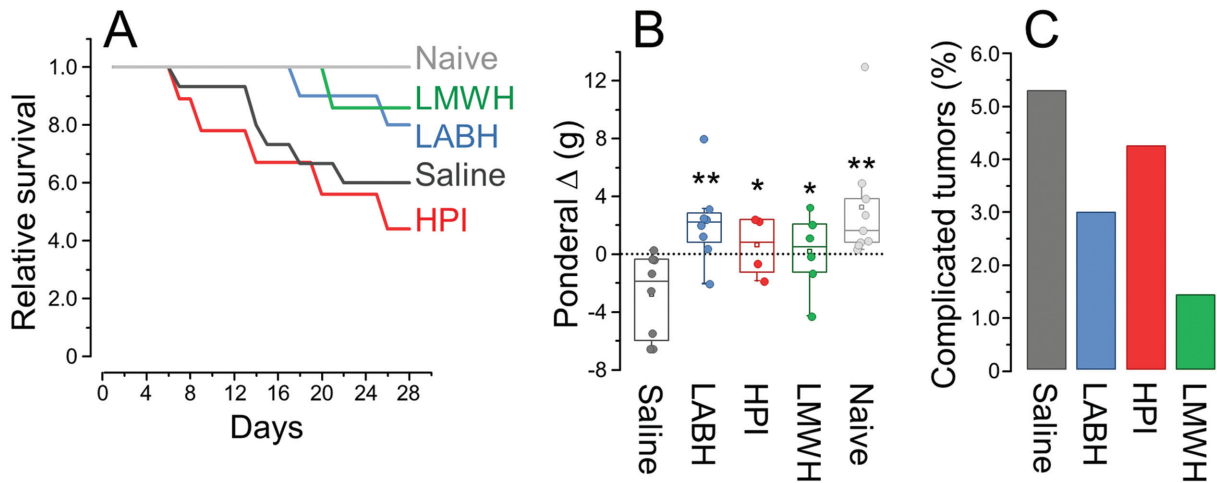 A
Relative survival
1.0
8.0
6.0
4.0
2.0
0
0 4 8 12 16 20 24 28
Days
Naive
LMWH
LABH
Saline
HPI
B
Ponderal Δ (g)
12
8
4
0
-4
-8
** * * **
Saline LABH HPI LMWH Naive
C
Complicated tumors (%)
6.0
5.0
4.0
3.0
2.0
1.0
0
Saline LABH HPI LMWH